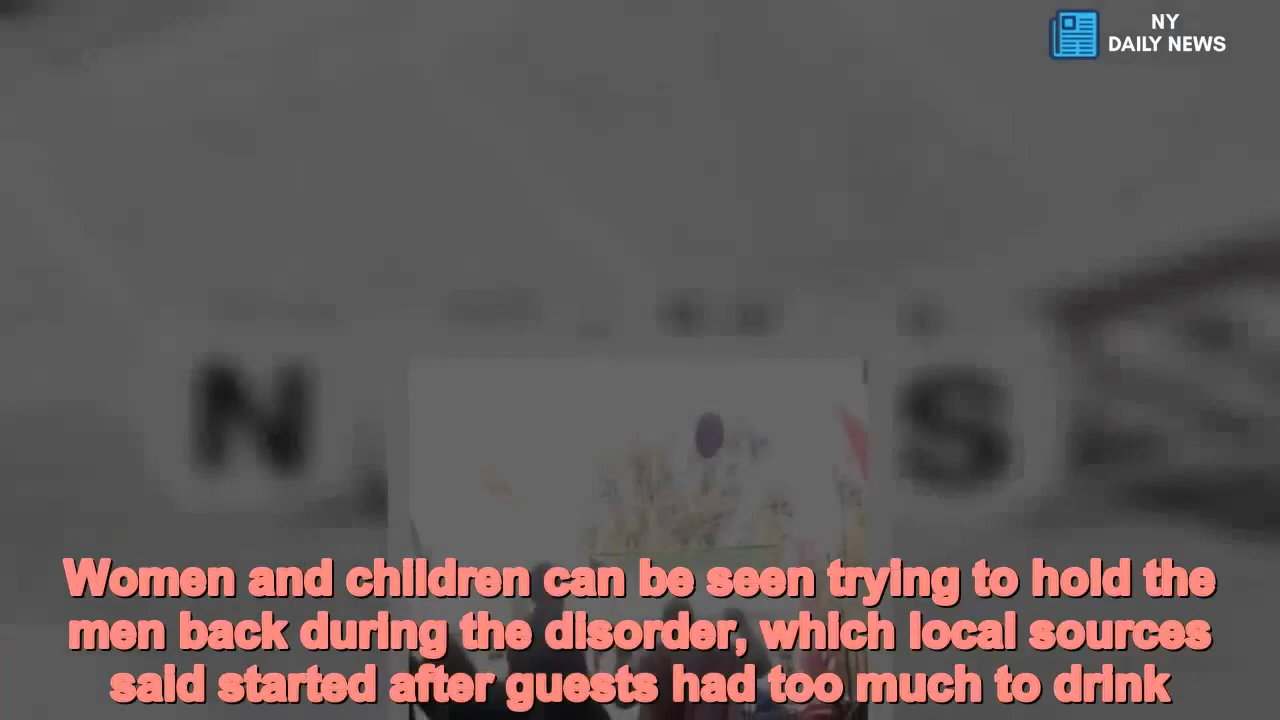 NY
DAILY NEWS
N S
Women and children can be seen trying to hold the
men back during the disorder, which local sources
said started after guests had too much to drink